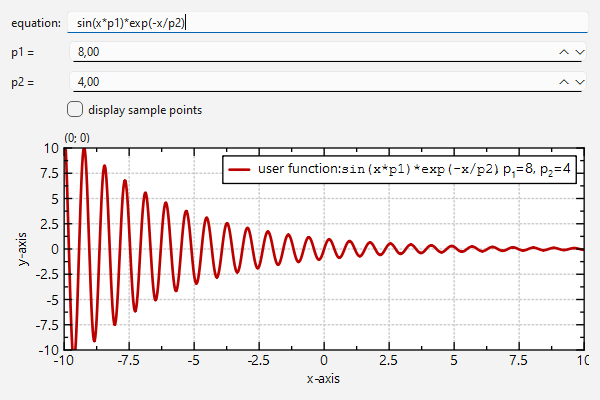 equation: sin(x*p1)*exp(-x/p2)
p1 = 8,00
p2 = 4,00
display sample points
(0; 0)
user function:sin(x*p1)*exp(-x/p2), p1=8, p2=4
10
7.5
5
2.5
0
-2.5
-5
-7.5
-10
y-axis
-10 -7.5 -5 -2.5 0 2.5 5 7.5 10
x-axis